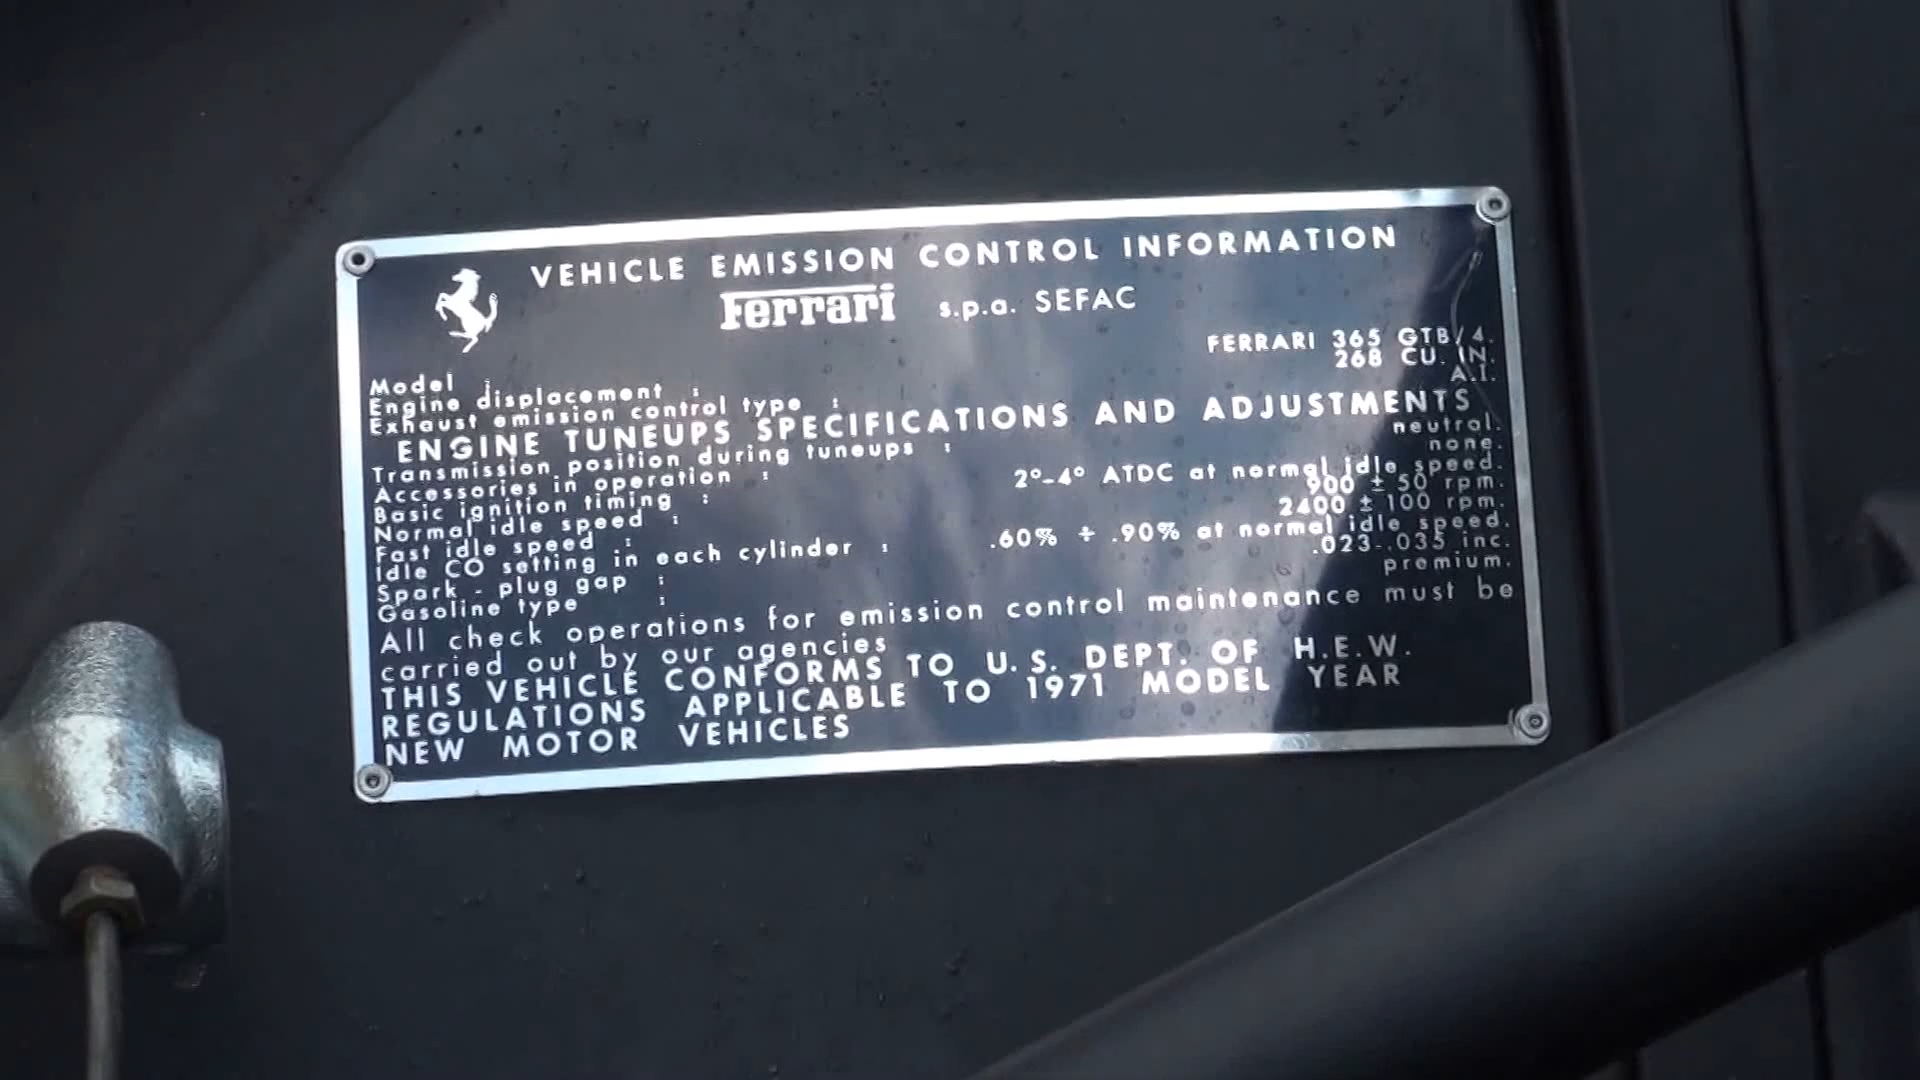 VEHICLE EMISSION CONTROL INFORMATION
Ferrari s.p.a. SEFAC
Model FERRARI 365 GTB/4.
Engine displacement : 268 CU. IN.
Exhaust emission control type : A.I.
ENGINE TUNEUPS SPECIFICATIONS AND ADJUSTMENTS
Transmission position during tuneups : neutral.
Accessories in operation : none.
Basic ignition timing : 2°-4° ATDC at normal idle speed.
Normal idle speed : 900 ± 50 rpm.
Fast idle speed : 2400 ± 100 rpm.
Idle CO setting in each cylinder : .60% ÷ .90% at normal idle speed.
Spark - plug gap : .023-.035 inc.
Gasoline type : premium.
All check operations for emission control maintenance must be
carried out by our agencies
THIS VEHICLE CONFORMS TO U.S. DEPT. OF H.E.W.
REGULATIONS APPLICABLE TO 1971 MODEL YEAR
NEW MOTOR VEHICLES